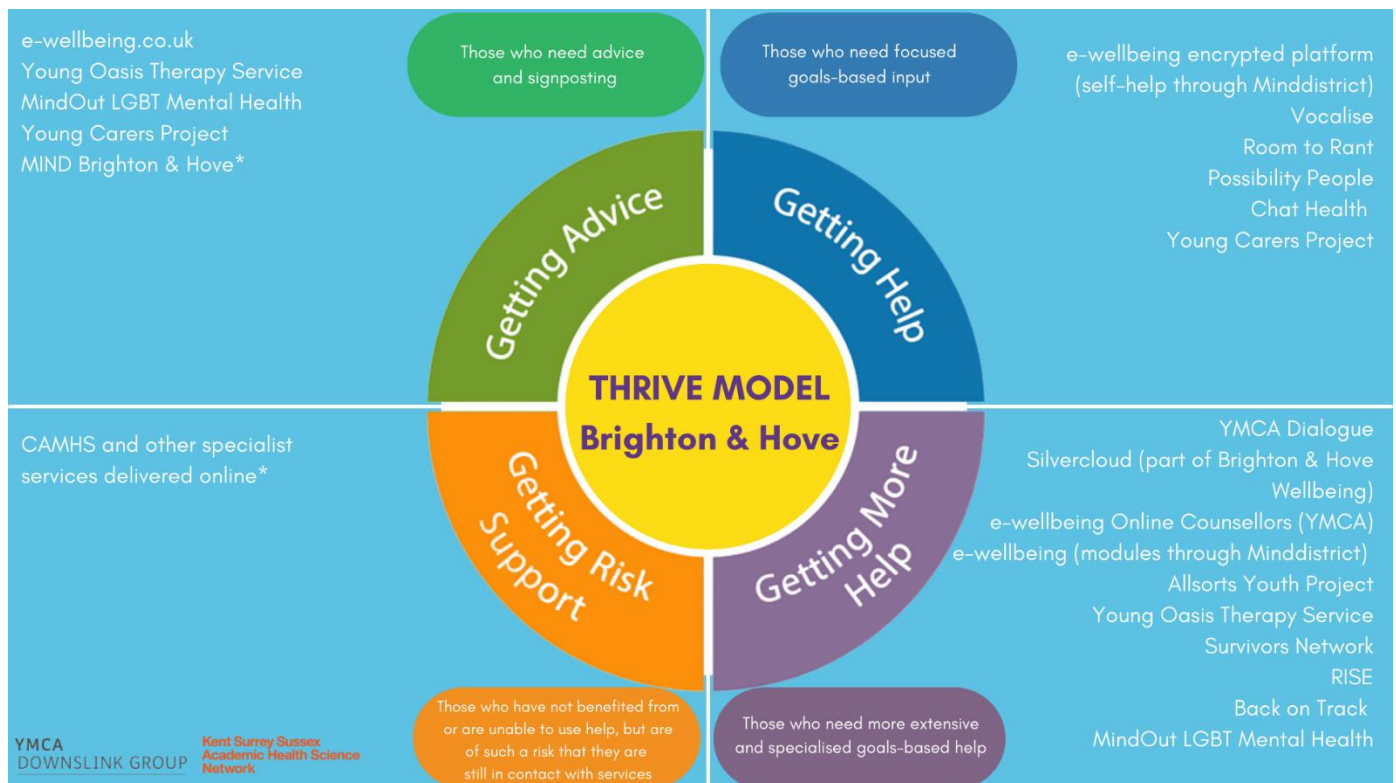 e-wellbeing.co.uk
Young Oasis Therapy Service
MindOut LGBT Mental Health
Young Carers Project
MIND Brighton & Hove*
Those who need advice
and signposting
Those who need focused
goals-based input
e-wellbeing encrypted platform
(self-help through Minddistrict)
Vocalise
Room to Rant
Possibility People
Chat Health
Young Carers Project
Getting Advice
Getting Help
THRIVE MODEL
Brighton & Hove
CAMHS and other specialist
services delivered online*
Getting Risk
Support
Getting More
Help
YMCA Dialogue
Silvercloud (part of Brighton & Hove
Wellbeing)
e-wellbeing Online Counsellors (YMCA)
e-wellbeing (modules through Minddistrict)
Allsorts Youth Project
Young Oasis Therapy Service
Survivors Network
RISE
Back on Track
MindOut LGBT Mental Health
Those who have not benefited from
or are unable to use help, but are
of such a risk that they are
still in contact with services
Those who need more extensive
and specialised goals-based help
YMCA
DOWNSLINK GROUP
Kent Surrey Sussex
Academic Health Science
Network